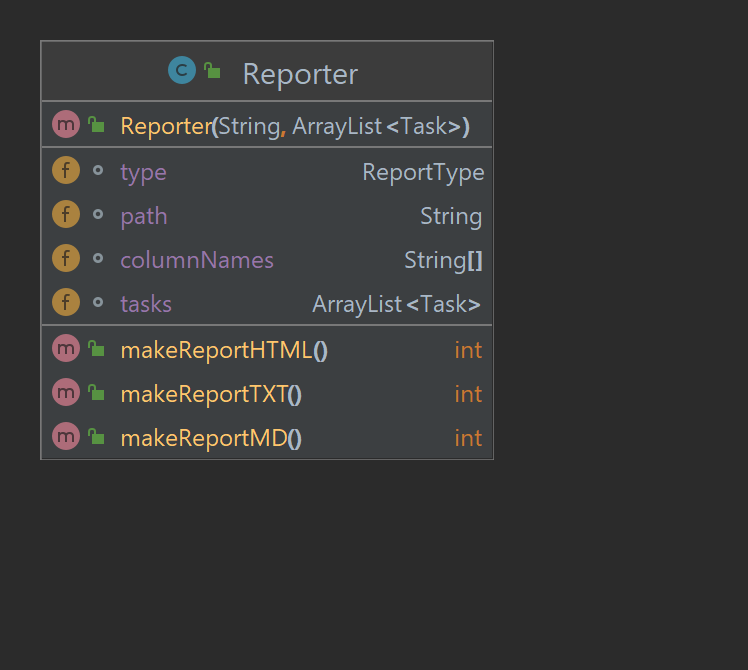 C Reporter
m Reporter(String, ArrayList<Task>)
f type ReportType
f path String
f columnNames String[]
f tasks ArrayList<Task>
m makeReportHTML() int
m makeReportTXT() int
m makeReportMD() int